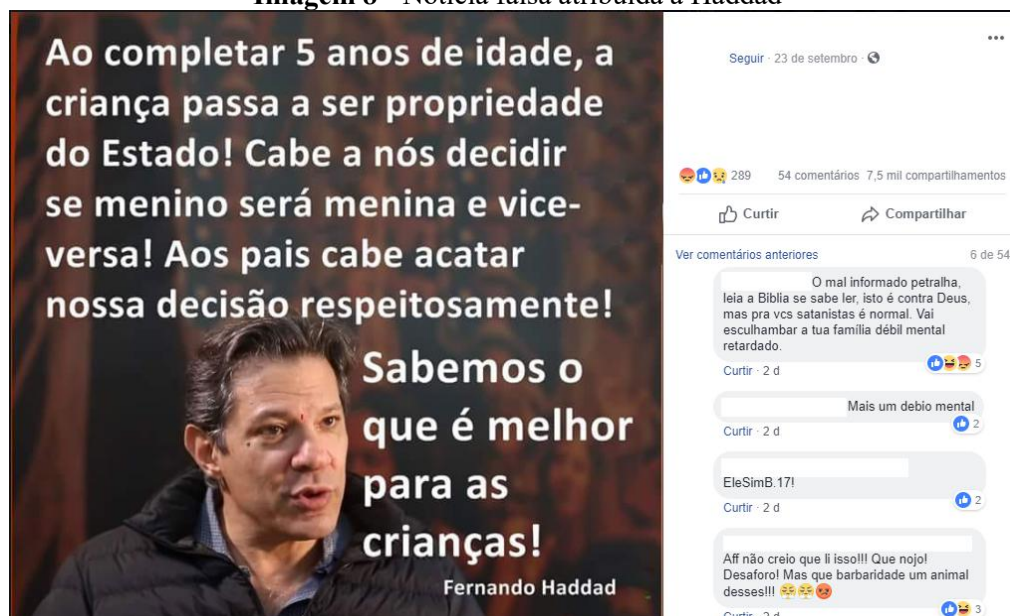 Imagem 6 - Notícia falsa atribuída a Haddad
Ao completar 5 anos de idade, a
criança passa a ser propriedade
do Estado! Cabe a nós decidir
se menino será menina e vice-
versa! Aos pais cabe acatar
nossa decisão respeitosamente!
Sabemos o
que é melhor
para as
crianças!
Fernando Haddad
Seguir · 23 de setembro ·
289 54 comentários 7,5 mil compartilhamentos
Curtir Compartilhar
Ver comentários anteriores 6 de 54
O mal informado petralha,
leia a Biblia se sabe ler, isto é contra Deus,
mas pra vcs satanistas é normal. Vai
esculhambar a tua família débil mental
retardado.
Curtir · 2 d 5
Mais um debio mental
Curtir · 2 d 2
EleSimB.17!
Curtir · 2 d 2
Aff não creio que li isso!!! Que nojo!
Desaforo! Mas que barbaridade um animal
desses!!!
Curtir · 2 d 3